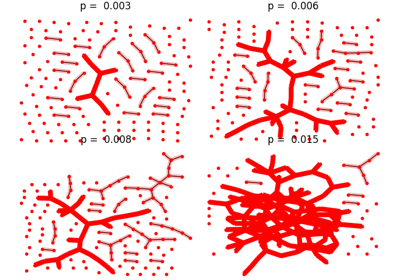 p = 0.003
p = 0.006
p = 0.008
p = 0.015